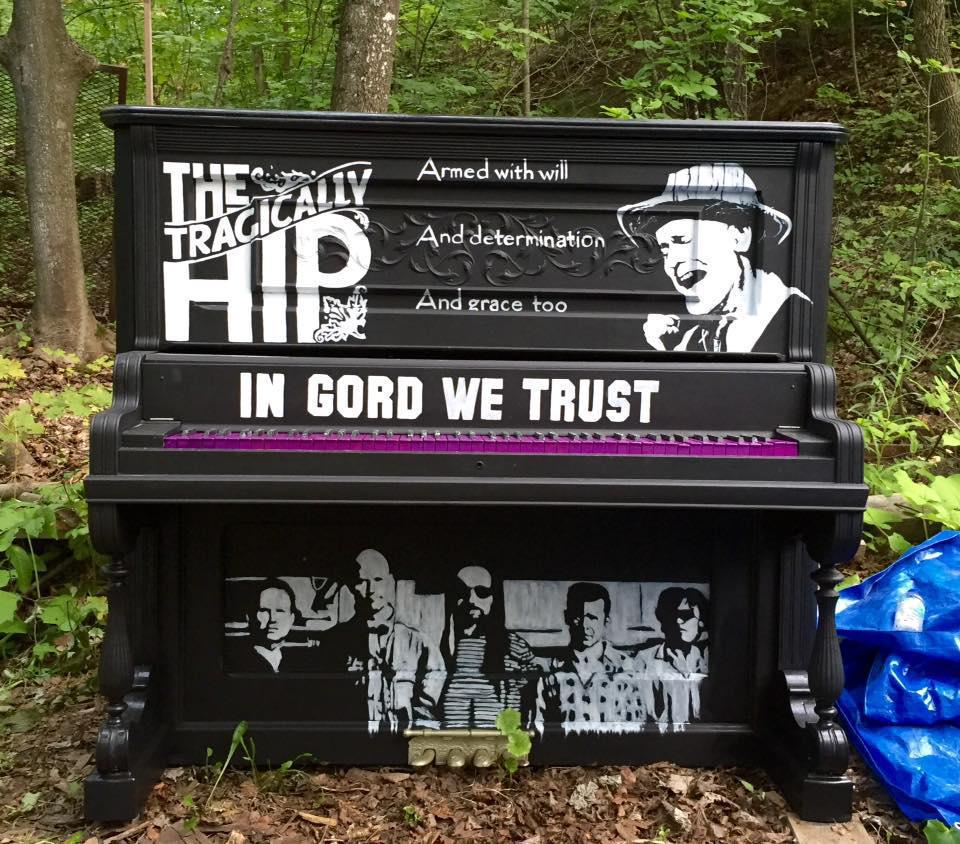 THE
TRAGICALLY
HIP
Armed with will
And determination
And grace too
IN GORD WE TRUST